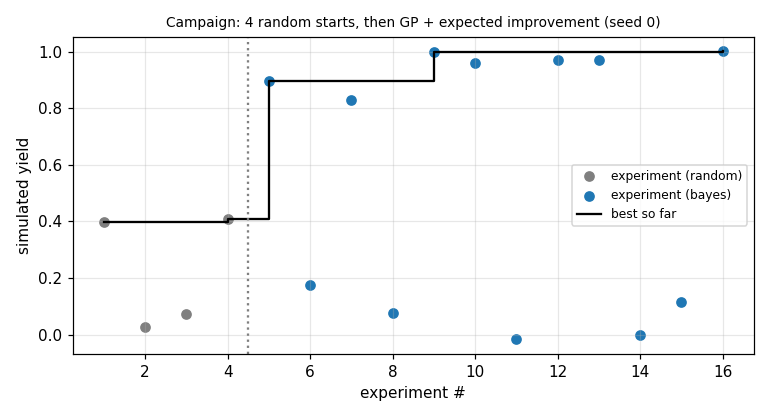 Campaign: 4 random starts, then GP + expected improvement (seed 0)
simulated yield
1.0
0.8
0.6
0.4
0.2
0.0
experiment (random)
experiment (bayes)
best so far
2 4 6 8 10 12 14 16
experiment #